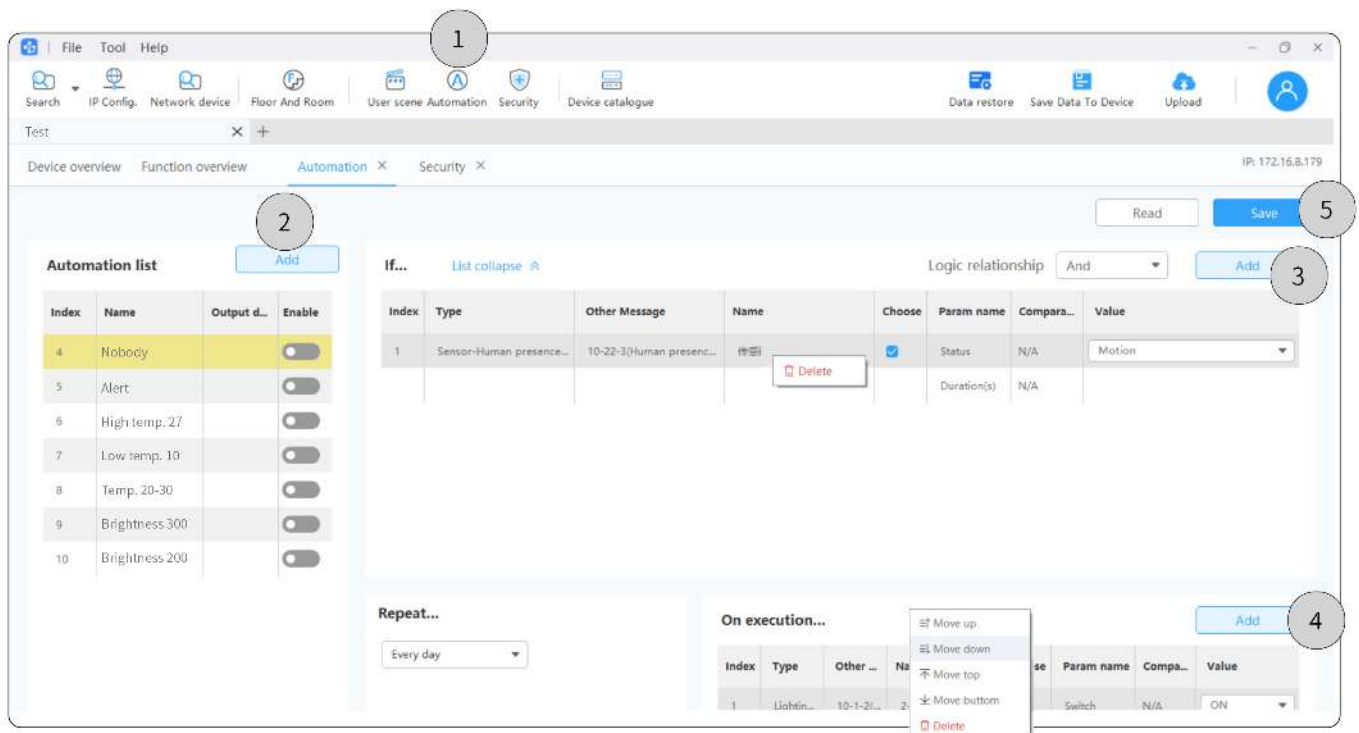 1
File Tool Help
Search IP Config. Network device Floor And Room User scene Automation Security Device catalogue Data restore Save Data To Device Upload
Test
Device overview Function overview Automation Security IP: 172.16.8.179
Read Save 5
2
Automation list Add
If... List collapse Logic relationship And Add 3
Index Name Output d... Enable
Index Type Other Message Name Choose Param name Compara... Value
4 Nobody
1 Sensor-Human presence... 10-22-3(Human presenc... Status N/A Motion
Delete
5 Alert
Duration(s) N/A
6 High temp. 27
7 Low temp. 10
8 Temp. 20-30
9 Brightness 300
10 Brightness 200
Repeat...
Every day
On execution... Add 4
Move up
Move down
Move top
Move buttom
Delete
Index Type Other ... Na se Param name Compa... Value
1 Lightin... 10-1-2(... 2- Switch N/A ON